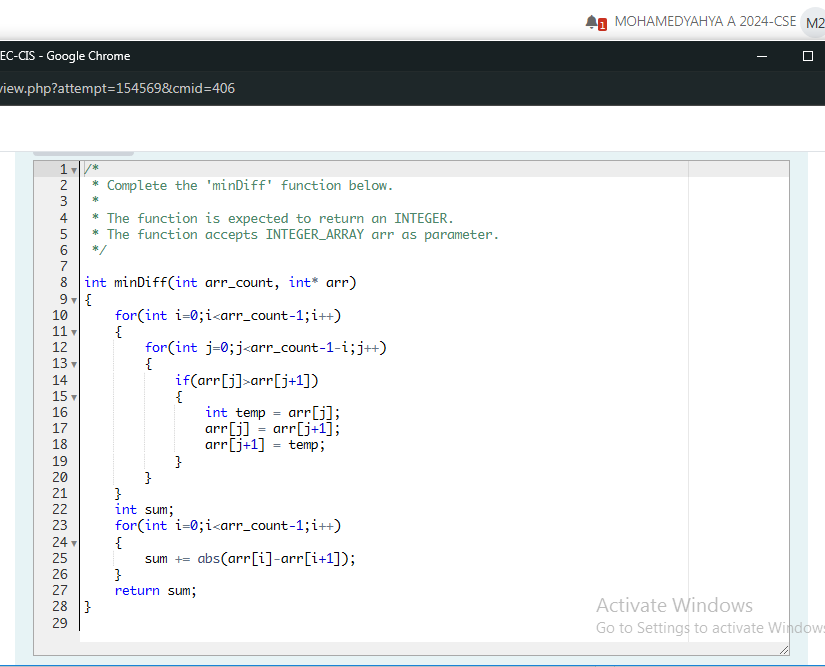 1 MOHAMEDYAHYA A 2024-CSE M2
EC-CIS - Google Chrome
view.php?attempt=154569&cmid=406
1 /*
2  * Complete the 'minDiff' function below.
3  *
4  * The function is expected to return an INTEGER.
5  * The function accepts INTEGER_ARRAY arr as parameter.
6  */
7
8 int minDiff(int arr_count, int* arr)
9 {
10     for(int i=0;i<arr_count-1;i++)
11     {
12         for(int j=0;j<arr_count-1-i;j++)
13         {
14             if(arr[j]>arr[j+1])
15             {
16                 int temp = arr[j];
17                 arr[j] = arr[j+1];
18                 arr[j+1] = temp;
19             }
20         }
21     }
22     int sum;
23     for(int i=0;i<arr_count-1;i++)
24     {
25         sum += abs(arr[i]-arr[i+1]);
26     }
27     return sum;
28 }
29
Activate Windows
Go to Settings to activate Windows